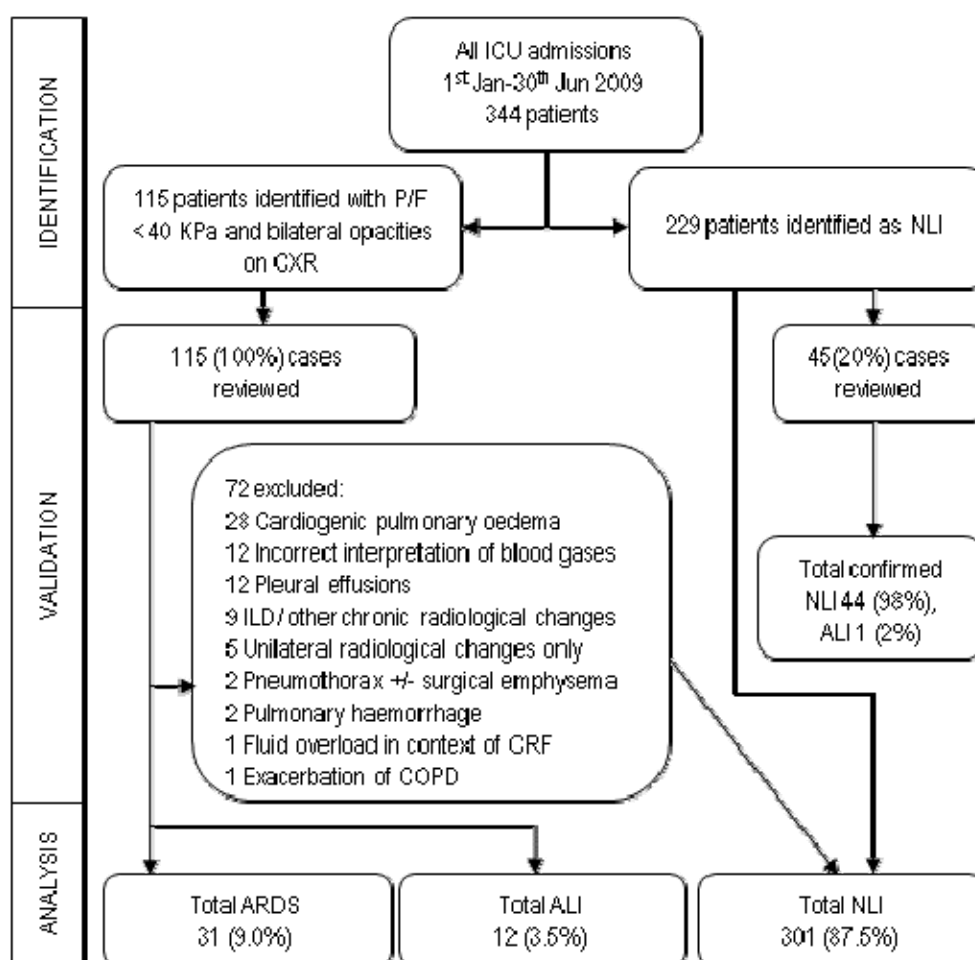 IDENTIFICATION
All ICU admissions
1st Jan-30th Jun 2009
344 patients
115 patients identified with P/F
<40 KPa and bilateral opacities
on CXR
229 patients identified as NLI
VALIDATION
115 (100%) cases
reviewed
45 (20%) cases
reviewed
72 excluded:
28 Cardiogenic pulmonary oedema
12 Incorrect interpretation of blood gases
12 Pleural effusions
9 ILD/ other chronic radiological changes
5 Unilateral radiological changes only
2 Pneumothorax +/- surgical emphysema
2 Pulmonary haemorrhage
1 Fluid overload in context of CRF
1 Exacerbation of COPD
Total confirmed
NLI 44 (98%),
ALI 1 (2%)
ANALYSIS
Total ARDS
31 (9.0%)
Total ALI
12 (3.5%)
Total NLI
301 (87.5%)